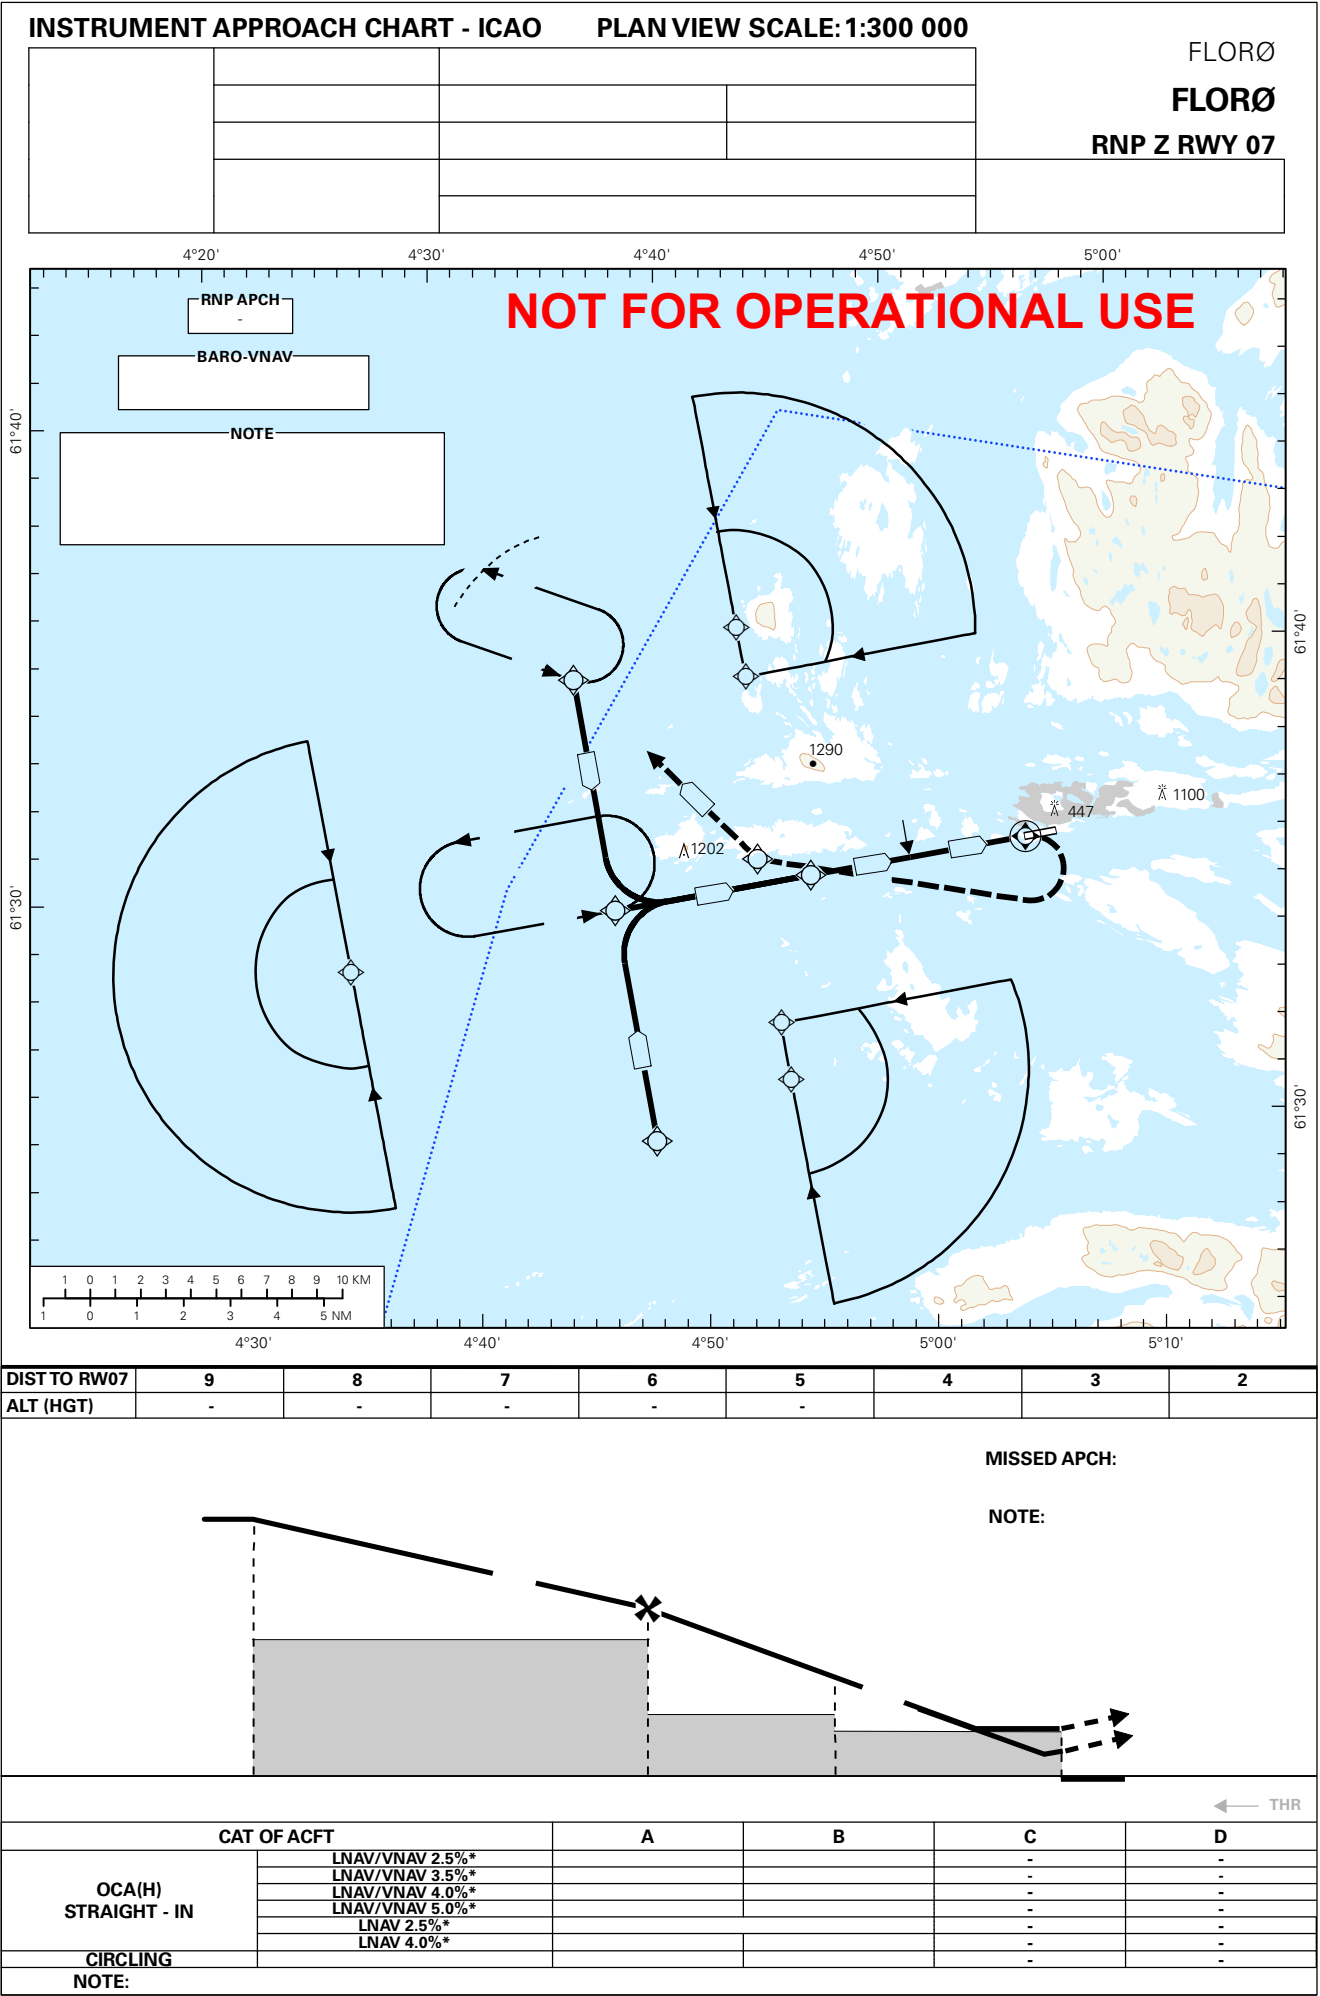 INSTRUMENT APPROACH CHART - ICAO PLAN VIEW SCALE: 1:300 000
FLORØ
FLORØ
RNP Z RWY 07
4°20' 4°30' 4°40' 4°50' 5°00'
RNP APCH
-
NOT FOR OPERATIONAL USE
BARO-VNAV
NOTE
61°40'
61°40'
1290
1100
447
1202
61°30'
61°30'
1 0 1 2 3 4 5 6 7 8 9 10 KM
1 0 1 2 3 4 5 NM
4°30' 4°40' 4°50' 5°00' 5°10'
DIST TO RW07 9 8 7 6 5 4 3 2
ALT (HGT) - - - - -
MISSED APCH:
NOTE:
THR
CAT OF ACFT A B C D
OCA(H)
STRAIGHT - IN
LNAV/VNAV 2.5%* - -
LNAV/VNAV 3.5%* - -
LNAV/VNAV 4.0%* - -
LNAV/VNAV 5.0%* - -
LNAV 2.5%* - -
LNAV 4.0%* - -
CIRCLING - -
NOTE: